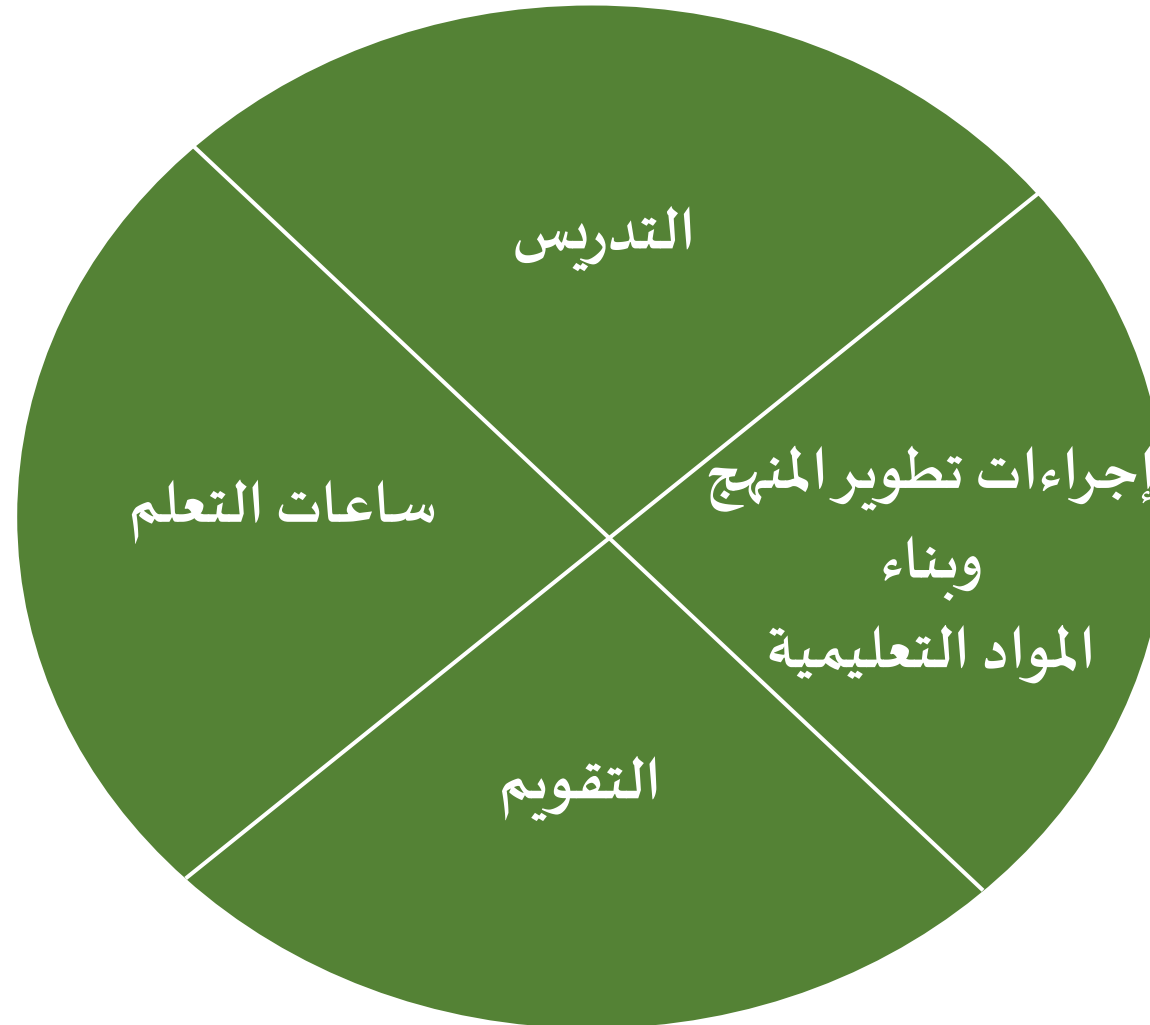 التدريس
إجراءات تطوير المنهج
وبناء
المواد التعليمية
ساعات التعلم
التقويم